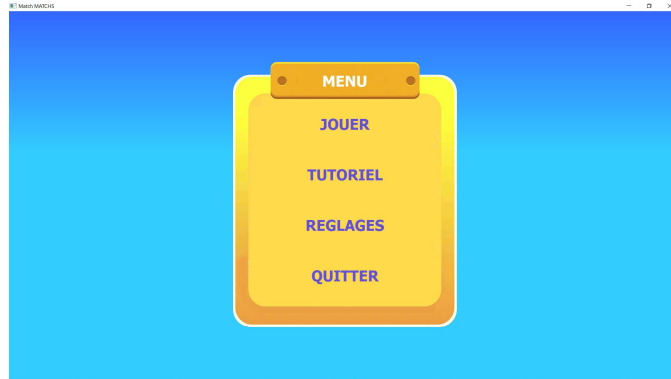 Match MATCHS
MENU
JOUER
TUTORIEL
REGLAGES
QUITTER